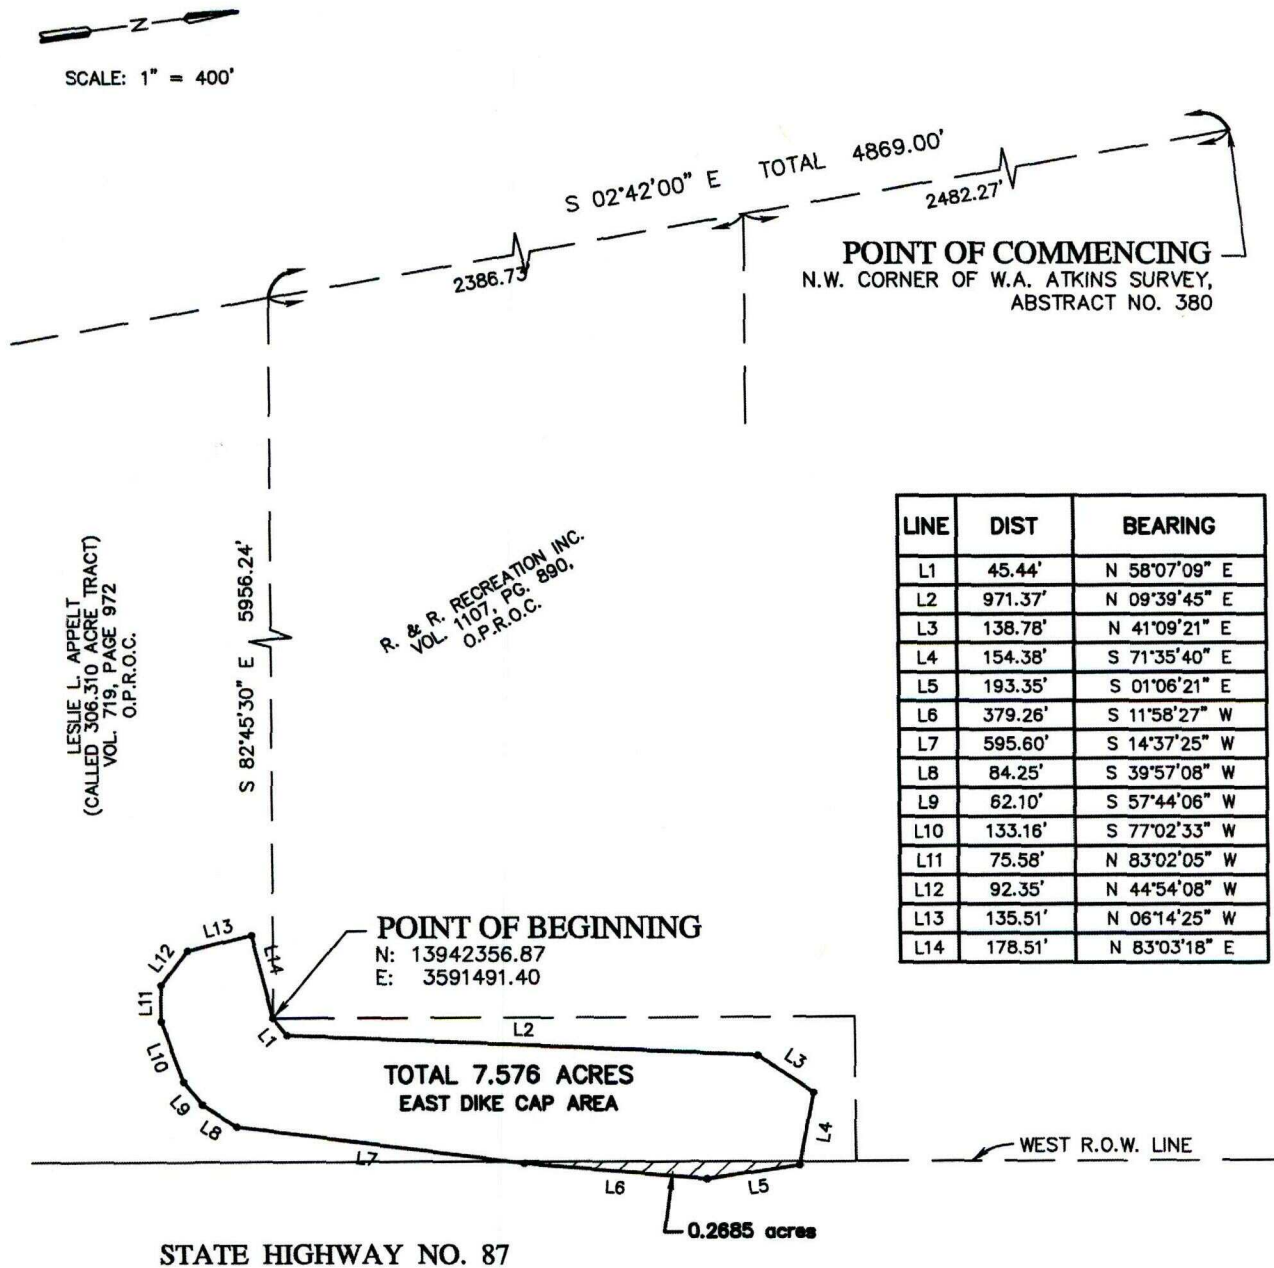 N
SCALE: 1" = 400'
S 02°42'00" E TOTAL 4869.00'
2482.27'
2386.73'
POINT OF COMMENCING
N.W. CORNER OF W.A. ATKINS SURVEY,
ABSTRACT NO. 380
LESLIE L. APPELT
(CALLED 306.310 ACRE TRACT)
VOL. 719, PAGE 972
O.P.R.O.C.
S 82°45'30" E 5956.24'
R. & R. RECREATION INC.
VOL. 1107, PG. 890,
O.P.R.O.C.
LINE DIST BEARING
L1 45.44' N 58°07'09" E
L2 971.37' N 09°39'45" E
L3 138.78' N 41°09'21" E
L4 154.38' S 71°35'40" E
L5 193.35' S 01°06'21" E
L6 379.26' S 11°58'27" W
L7 595.60' S 14°37'25" W
L8 84.25' S 39°57'08" W
L9 62.10' S 57°44'06" W
L10 133.16' S 77°02'33" W
L11 75.58' N 83°02'05" W
L12 92.35' N 44°54'08" W
L13 135.51' N 06°14'25" W
L14 178.51' N 83°03'18" E
POINT OF BEGINNING
N: 13942356.87
E: 3591491.40
L13
L14
L12
L11
L10
L9
L8
L1
L2
L3
L4
TOTAL 7.576 ACRES
EAST DIKE CAP AREA
WEST R.O.W. LINE
L7
L6
L5
0.2685 acres
STATE HIGHWAY NO. 87